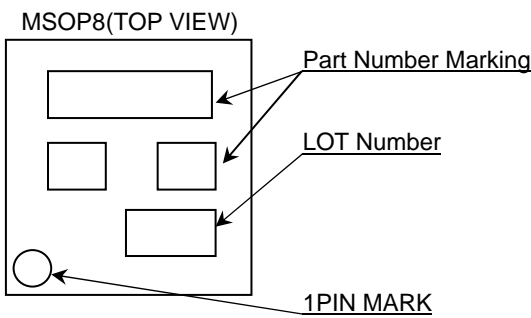 MSOP8(TOP VIEW)
Part Number Marking
LOT Number
1PIN MARK